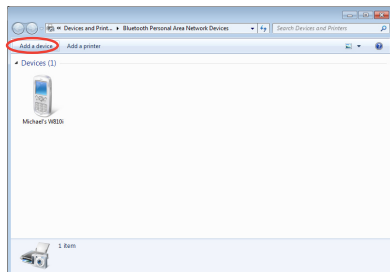 « Devices and Print... ▸ Bluetooth Personal Area Network Devices
Search Devices and Printers
Add a device Add a printer
Devices (1)
Michael's W810i
1 item